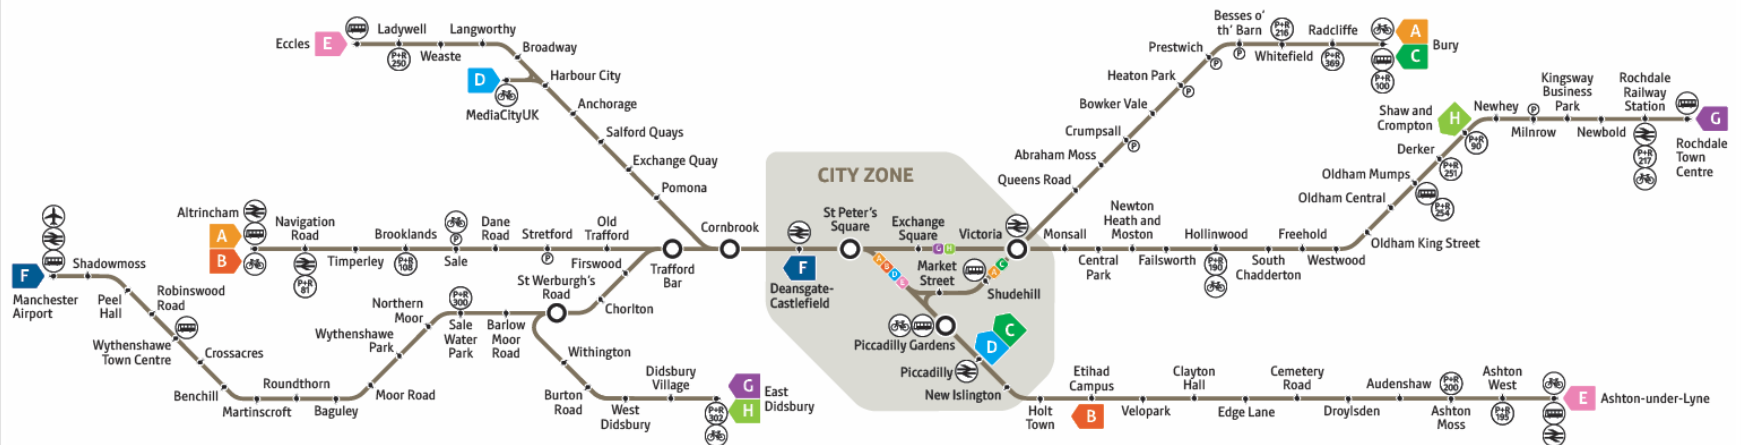 Eccles
E
Ladywell
P+R
250
Weaste
Langworthy
Broadway
D
MediaCityUK
Harbour City
Anchorage
Salford Quays
Exchange Quay
Pomona
Cornbrook
Altrincham
A
B
Navigation
Road
P+R
81
Timperley
Brooklands
P+R
108
P
Sale
Dane
Road
Stretford
P
Old
Trafford
Trafford
Bar
Firswood
Chorlton
St Werburgh's
Road
F
Manchester
Airport
Shadowmoss
Peel
Hall
Robinswood
Road
Wythenshawe
Town Centre
Crossacres
Benchill
Martinscroft
Roundthorn
Baguley
Moor Road
Wythenshawe
Park
Northern
Moor
P+R
300
Sale
Water
Park
Barlow
Moor
Road
Withington
Burton
Road
West
Didsbury
Didsbury
Village
G
H
P+R
302
East
Didsbury
CITY ZONE
F
Deansgate-
Castlefield
St Peter's
Square
Exchange
Square
G H
Victoria
A B D E
Market
Street
A C
Shudehill
Piccadilly Gardens
C
D
Piccadilly
New Islington
Queens Road
Abraham Moss
Crumpsall
P
Bowker Vale
Heaton Park
P
Prestwich
P
Besses o'
th' Barn
P
P+R
216
Whitefield
Radcliffe
P+R
369
A
C
Bury
P+R
100
Monsall
Central
Park
Newton
Heath and
Moston
Failsworth
Hollinwood
P+R
190
South
Chadderton
Freehold
Westwood
Oldham King Street
Oldham Central
P+R
254
Oldham Mumps
Derker
P+R
251
Shaw and
Crompton
H
P+R
90
Newhey
P
Milnrow
Kingsway
Business
Park
Newbold
Rochdale
Railway
Station
P+R
217
G
Rochdale
Town
Centre
Holt
Town
Etihad
Campus
B
Velopark
Clayton
Hall
Edge Lane
Cemetery
Road
Droylsden
Audenshaw
P+R
200
Ashton
Moss
Ashton
West
P+R
195
E
Ashton-under-Lyne